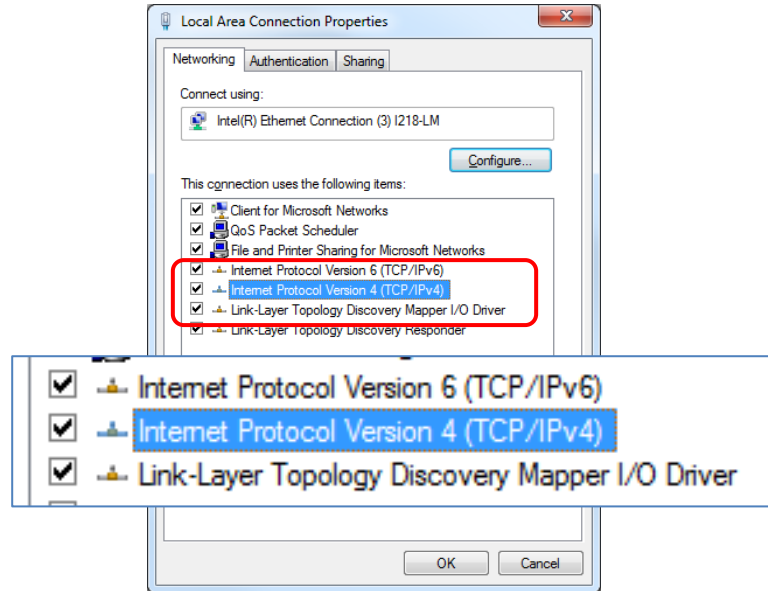 Local Area Connection Properties
Networking Authentication Sharing
Connect using:
Intel(R) Ethernet Connection (3) I218-LM
Configure...
This connection uses the following items:
Client for Microsoft Networks
QoS Packet Scheduler
File and Printer Sharing for Microsoft Networks
Internet Protocol Version 6 (TCP/IPv6)
Internet Protocol Version 4 (TCP/IPv4)
Link-Layer Topology Discovery Mapper I/O Driver
Link-Layer Topology Discovery Responder
Internet Protocol Version 6 (TCP/IPv6)
Internet Protocol Version 4 (TCP/IPv4)
Link-Layer Topology Discovery Mapper I/O Driver
OK Cancel